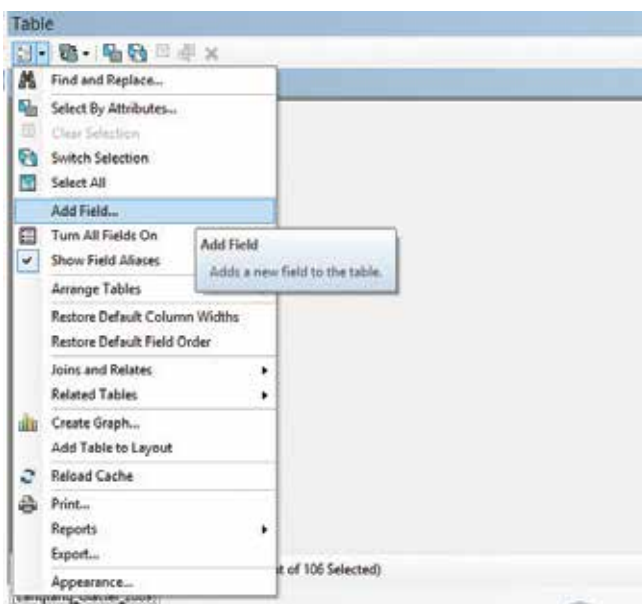 Table
Find and Replace...
Select By Attributes...
Clear Selection
Switch Selection
Select All
Add Field...
Turn All Fields On
Add Field
Show Field Aliases
Adds a new field to the table.
Arrange Tables
Restore Default Column Widths
Restore Default Field Order
Joins and Relates
Related Tables
Create Graph...
Add Table to Layout
Reload Cache
Print...
Reports
Export...
t of 106 Selected)
Appearance...